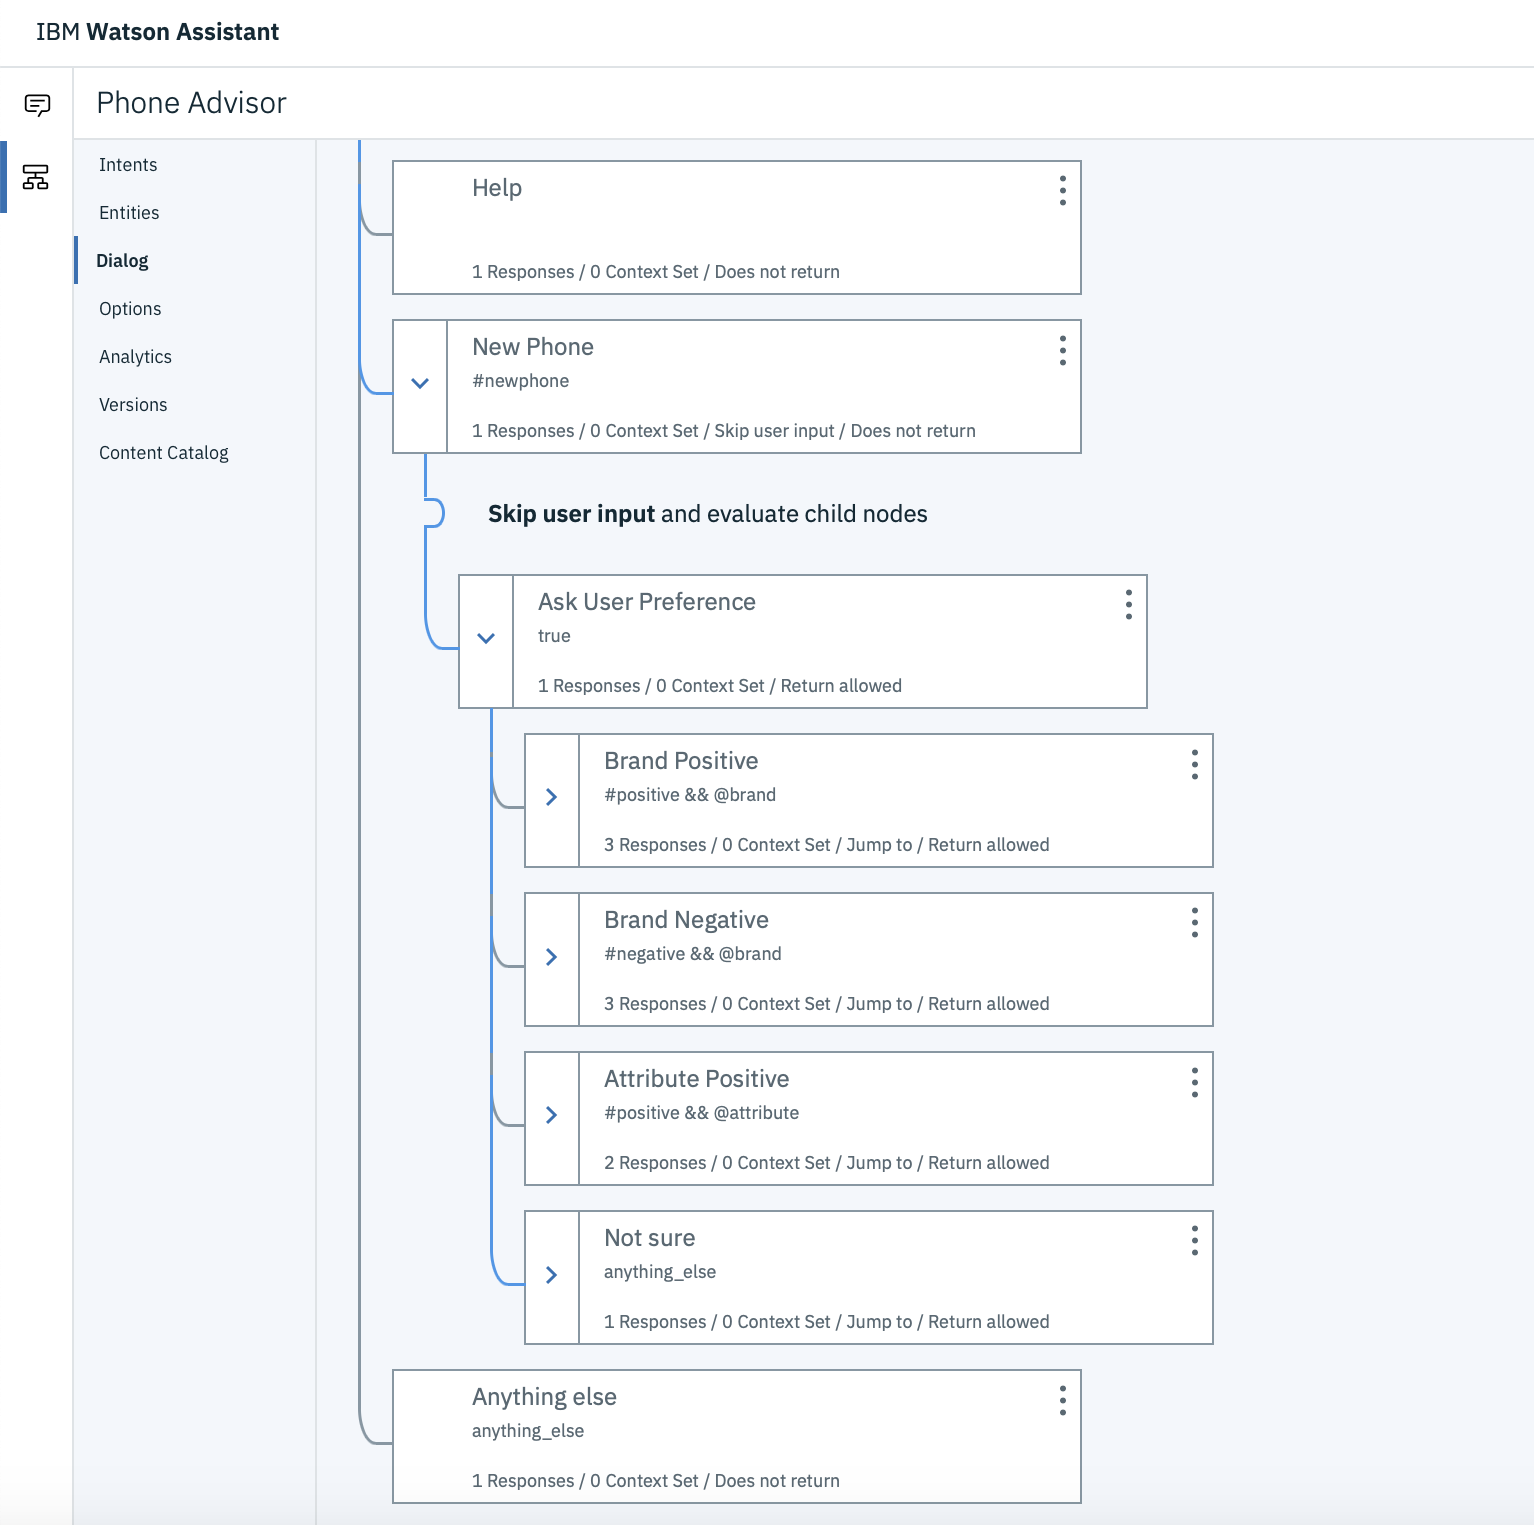 IBM Watson Assistant
Phone Advisor
Intents
Entities
Dialog
Options
Analytics
Versions
Content Catalog
Help
1 Responses / 0 Context Set / Does not return
New Phone
#newphone
1 Responses / 0 Context Set / Skip user input / Does not return
Skip user input and evaluate child nodes
Ask User Preference
true
1 Responses / 0 Context Set / Return allowed
Brand Positive
#positive && @brand
3 Responses / 0 Context Set / Jump to / Return allowed
Brand Negative
#negative && @brand
3 Responses / 0 Context Set / Jump to / Return allowed
Attribute Positive
#positive && @attribute
2 Responses / 0 Context Set / Jump to / Return allowed
Not sure
anything_else
1 Responses / 0 Context Set / Jump to / Return allowed
Anything else
anything_else
1 Responses / 0 Context Set / Does not return